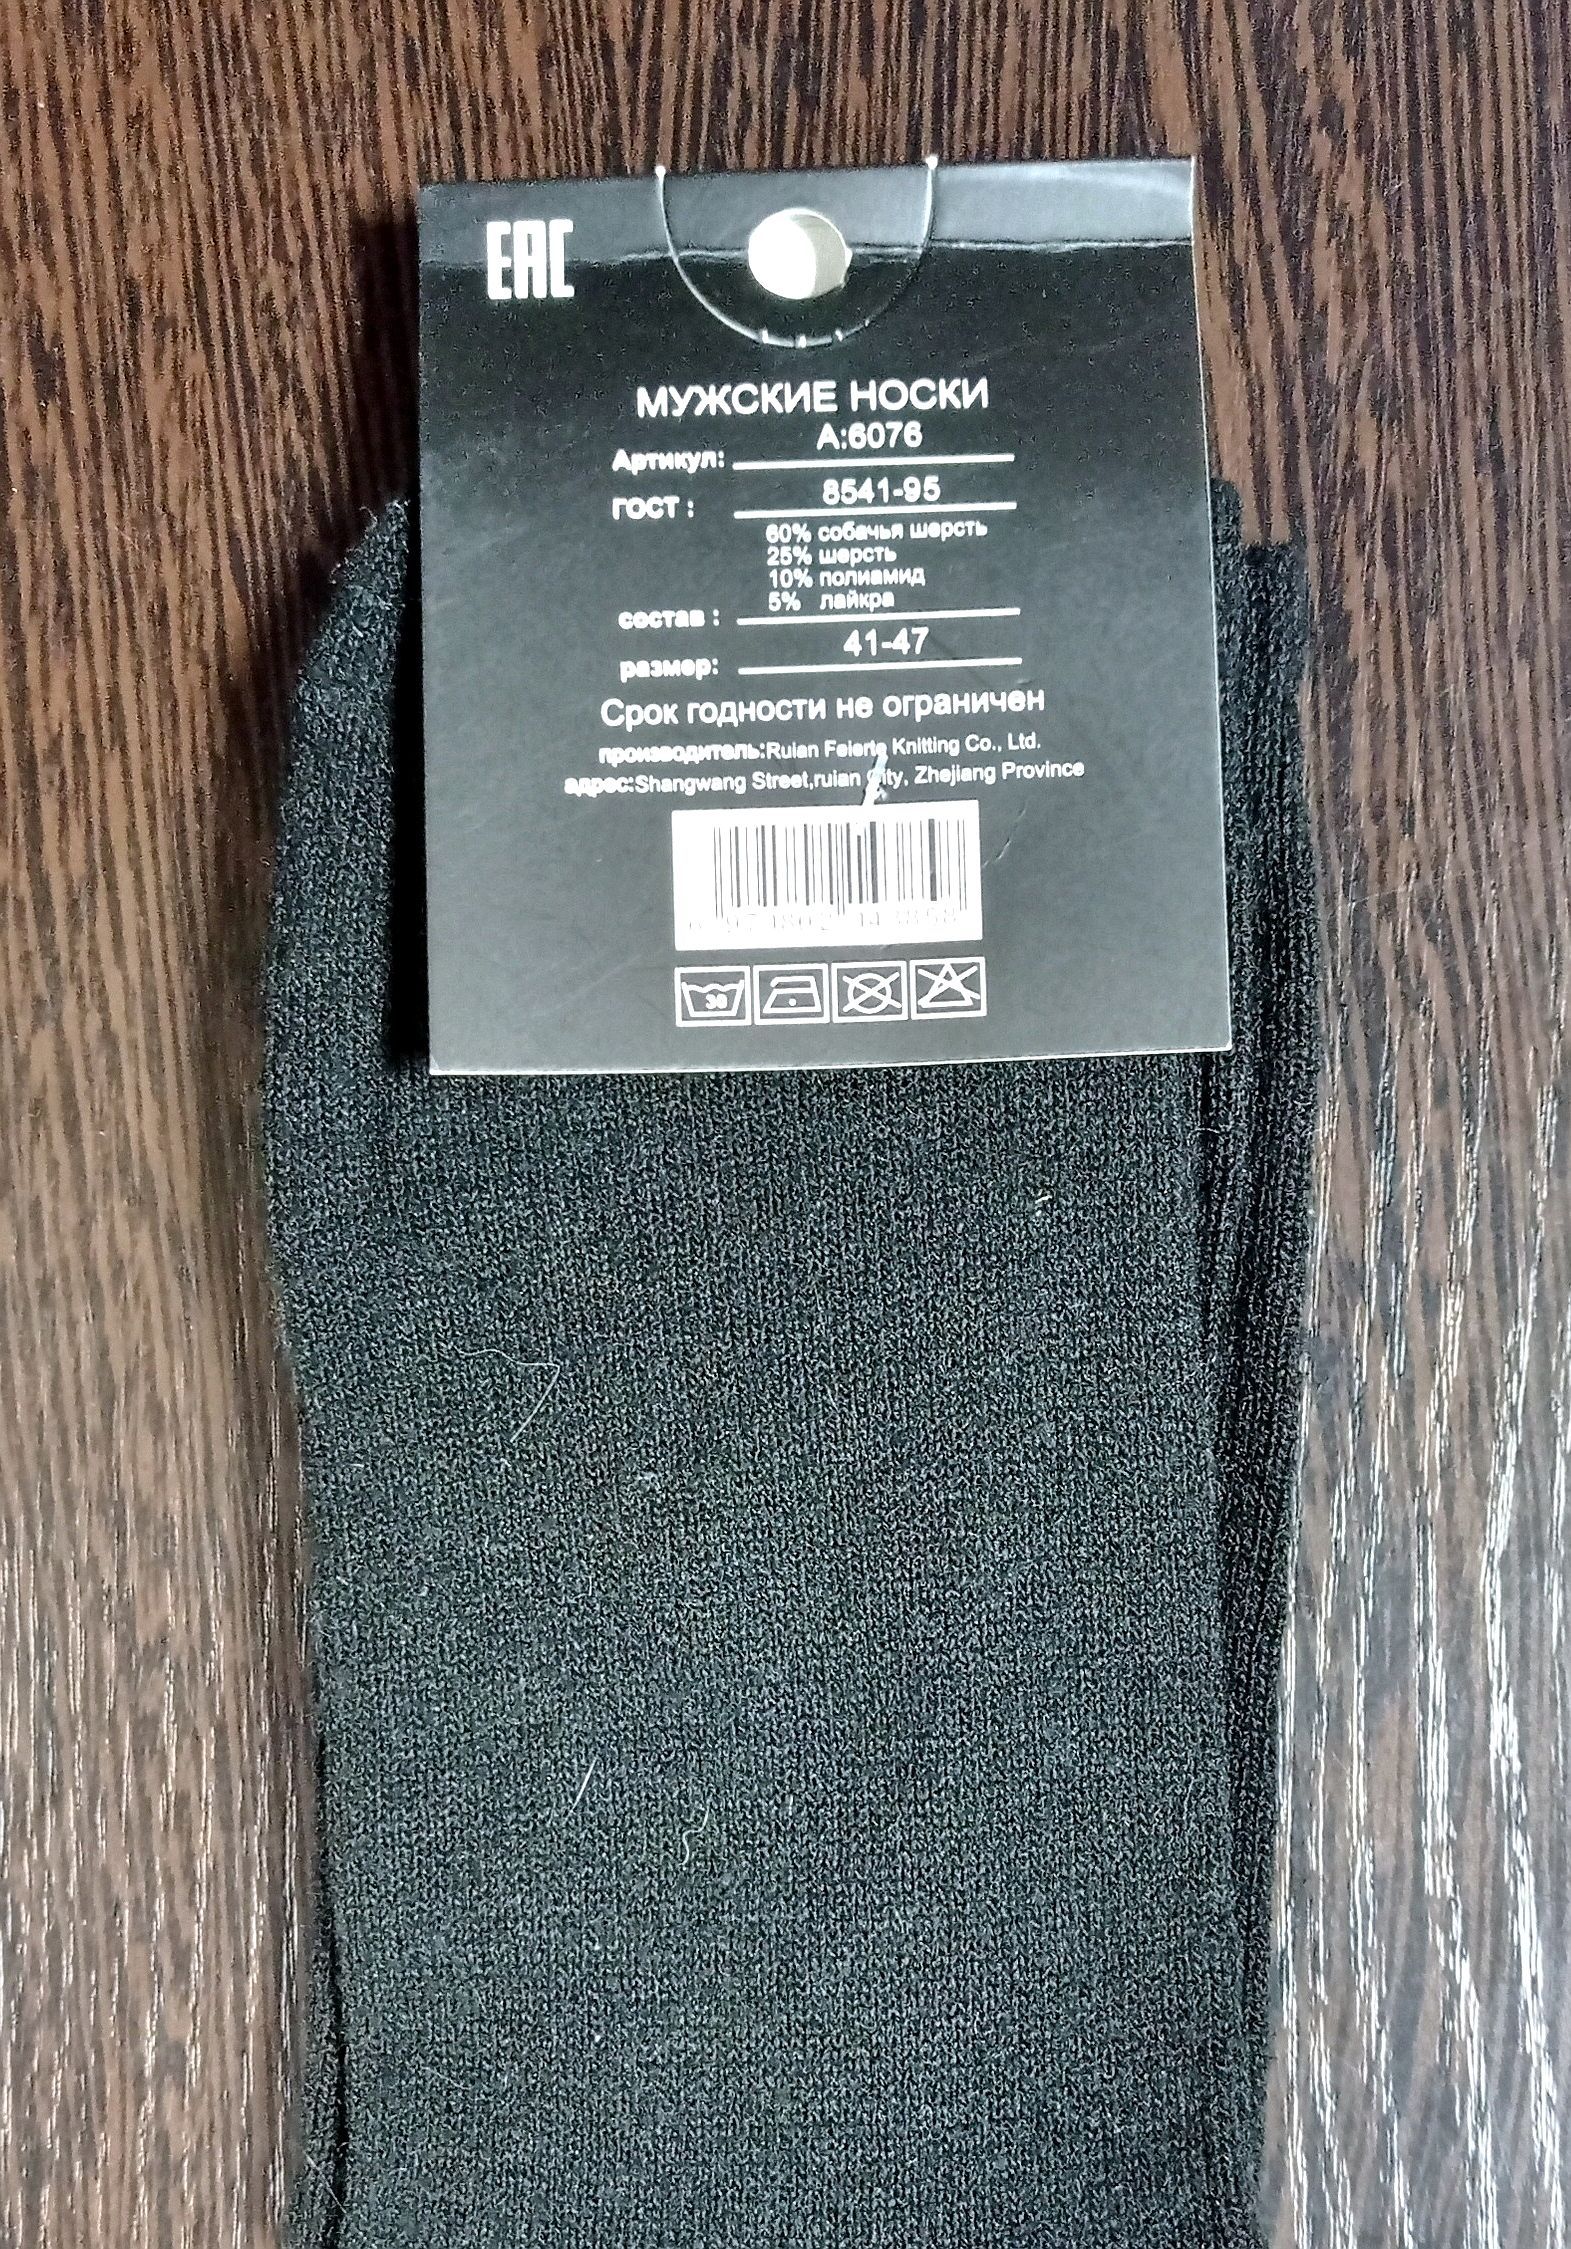 EAC
МУЖСКИЕ НОСКИ
Артикул: А:6076
ГОСТ : 8541-95
60% собачья шерсть
25% шерсть
10% полиамид
5% лайкра
состав :
размер: 41-47
Срок годности не ограничен
производитель:Ruian Feierte Knitting Co., Ltd.
адрес:Shangwang Street,ruian City, Zhejiang Province
30